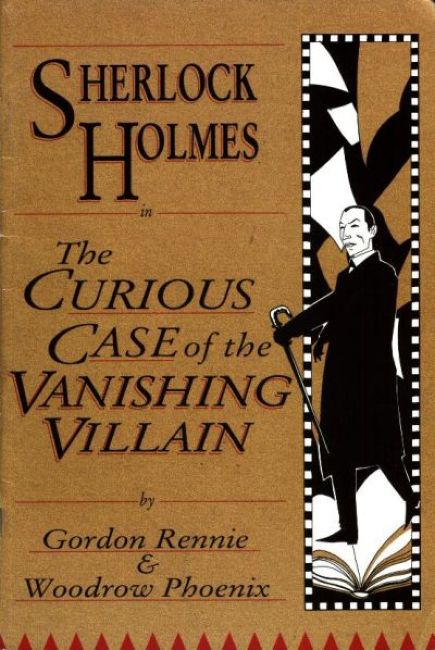 SHERLOCK
HOLMES
in
The
CURIOUS
CASE of the
VANISHING
VILLAIN
by
Gordon Rennie
&
Woodrow Phoenix